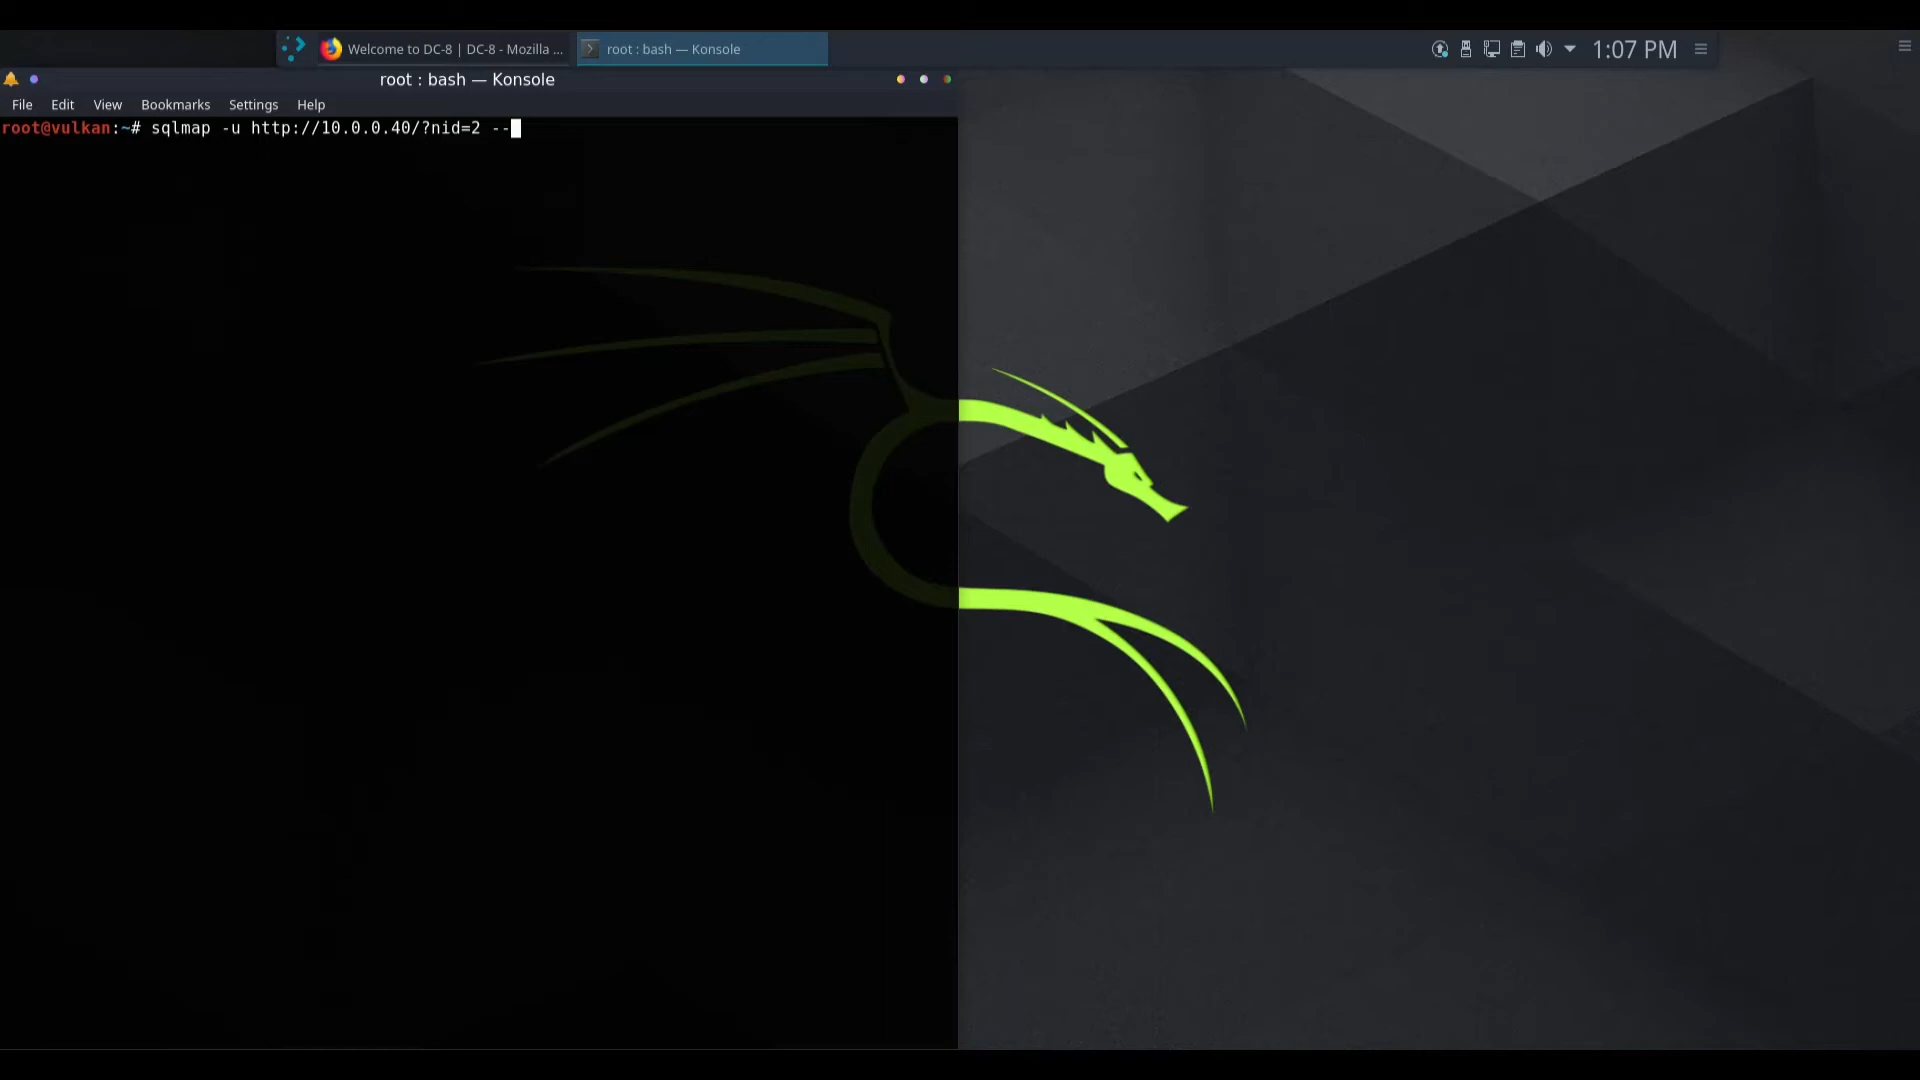 Welcome to DC-8 | DC-8 - Mozilla ...
root : bash — Konsole
1:07 PM
root : bash — Konsole
File Edit View Bookmarks Settings Help
root@vulkan:~# sqlmap -u http://10.0.0.40/?nid=2 --